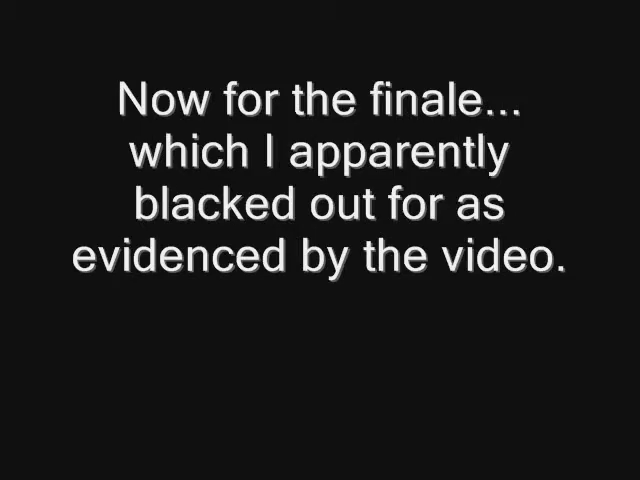 Now for the finale...
which I apparently
blacked out for as
evidenced by the video.